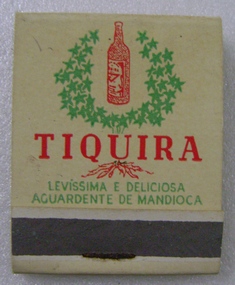 TIQUIRA
LEVÍSSIMA E DELICIOSA
AGUARDENTE DE MANDIOCA